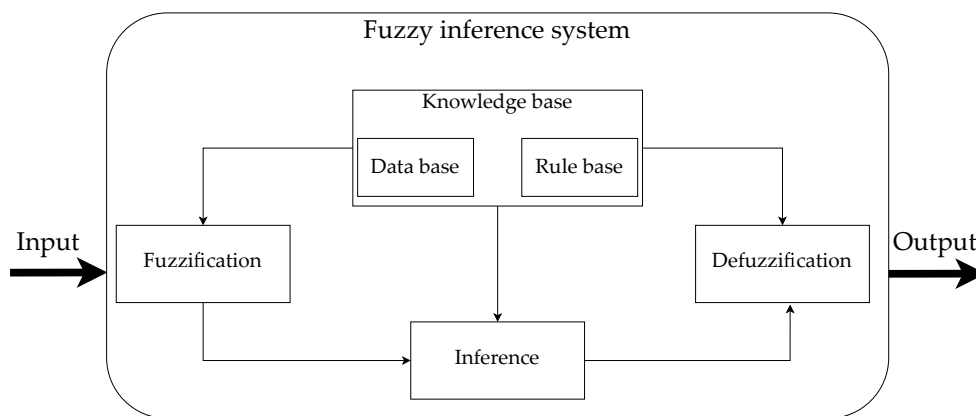 Fuzzy inference system
Knowledge base
Data base
Rule base
Input
Fuzzification
Defuzzification
Output
Inference